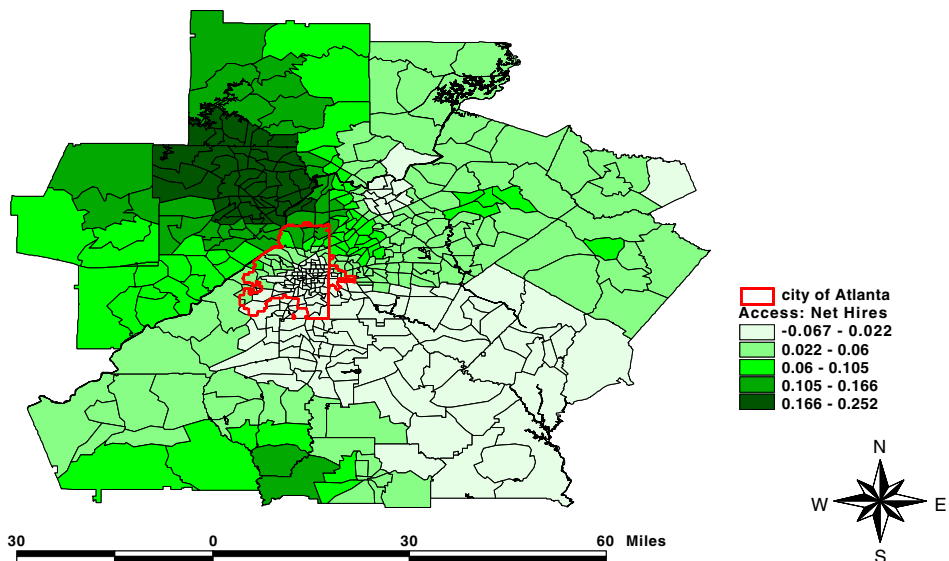 city of Atlanta
Access: Net Hires
-0.067 - 0.022
0.022 - 0.06
0.06 - 0.105
0.105 - 0.166
0.166 - 0.252
N
W E
S
30 0 30 60 Miles